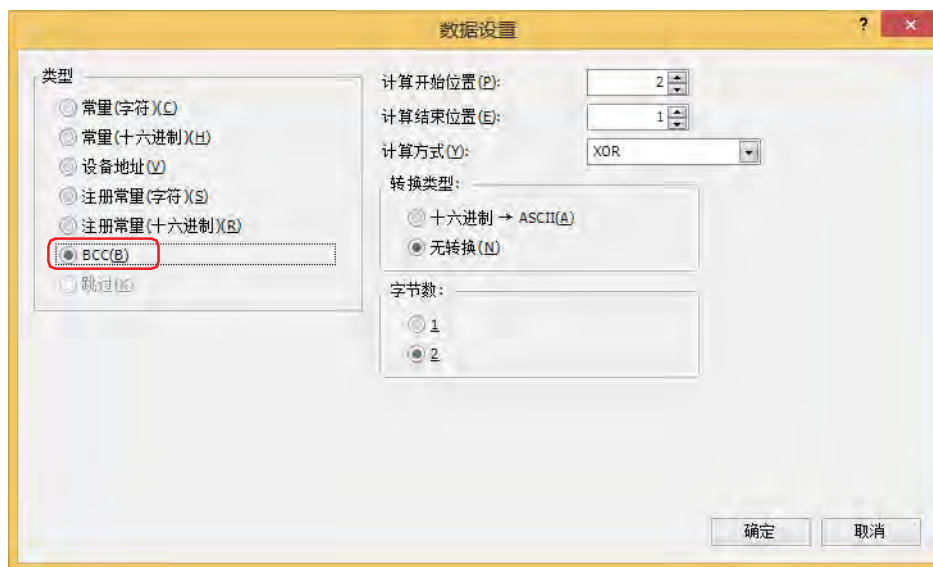 数据设置
?
×
类型
常量(字符)(C)
常量(十六进制)(H)
设备地址(V)
注册常量(字符)(S)
注册常量(十六进制)(R)
BCC(B)
跳过(K)
计算开始位置(P):
2
计算结束位置(E):
1
计算方式(Y):
XOR
转换类型:
十六进制 → ASCII(A)
无转换(N)
字节数:
1
2
确定
取消